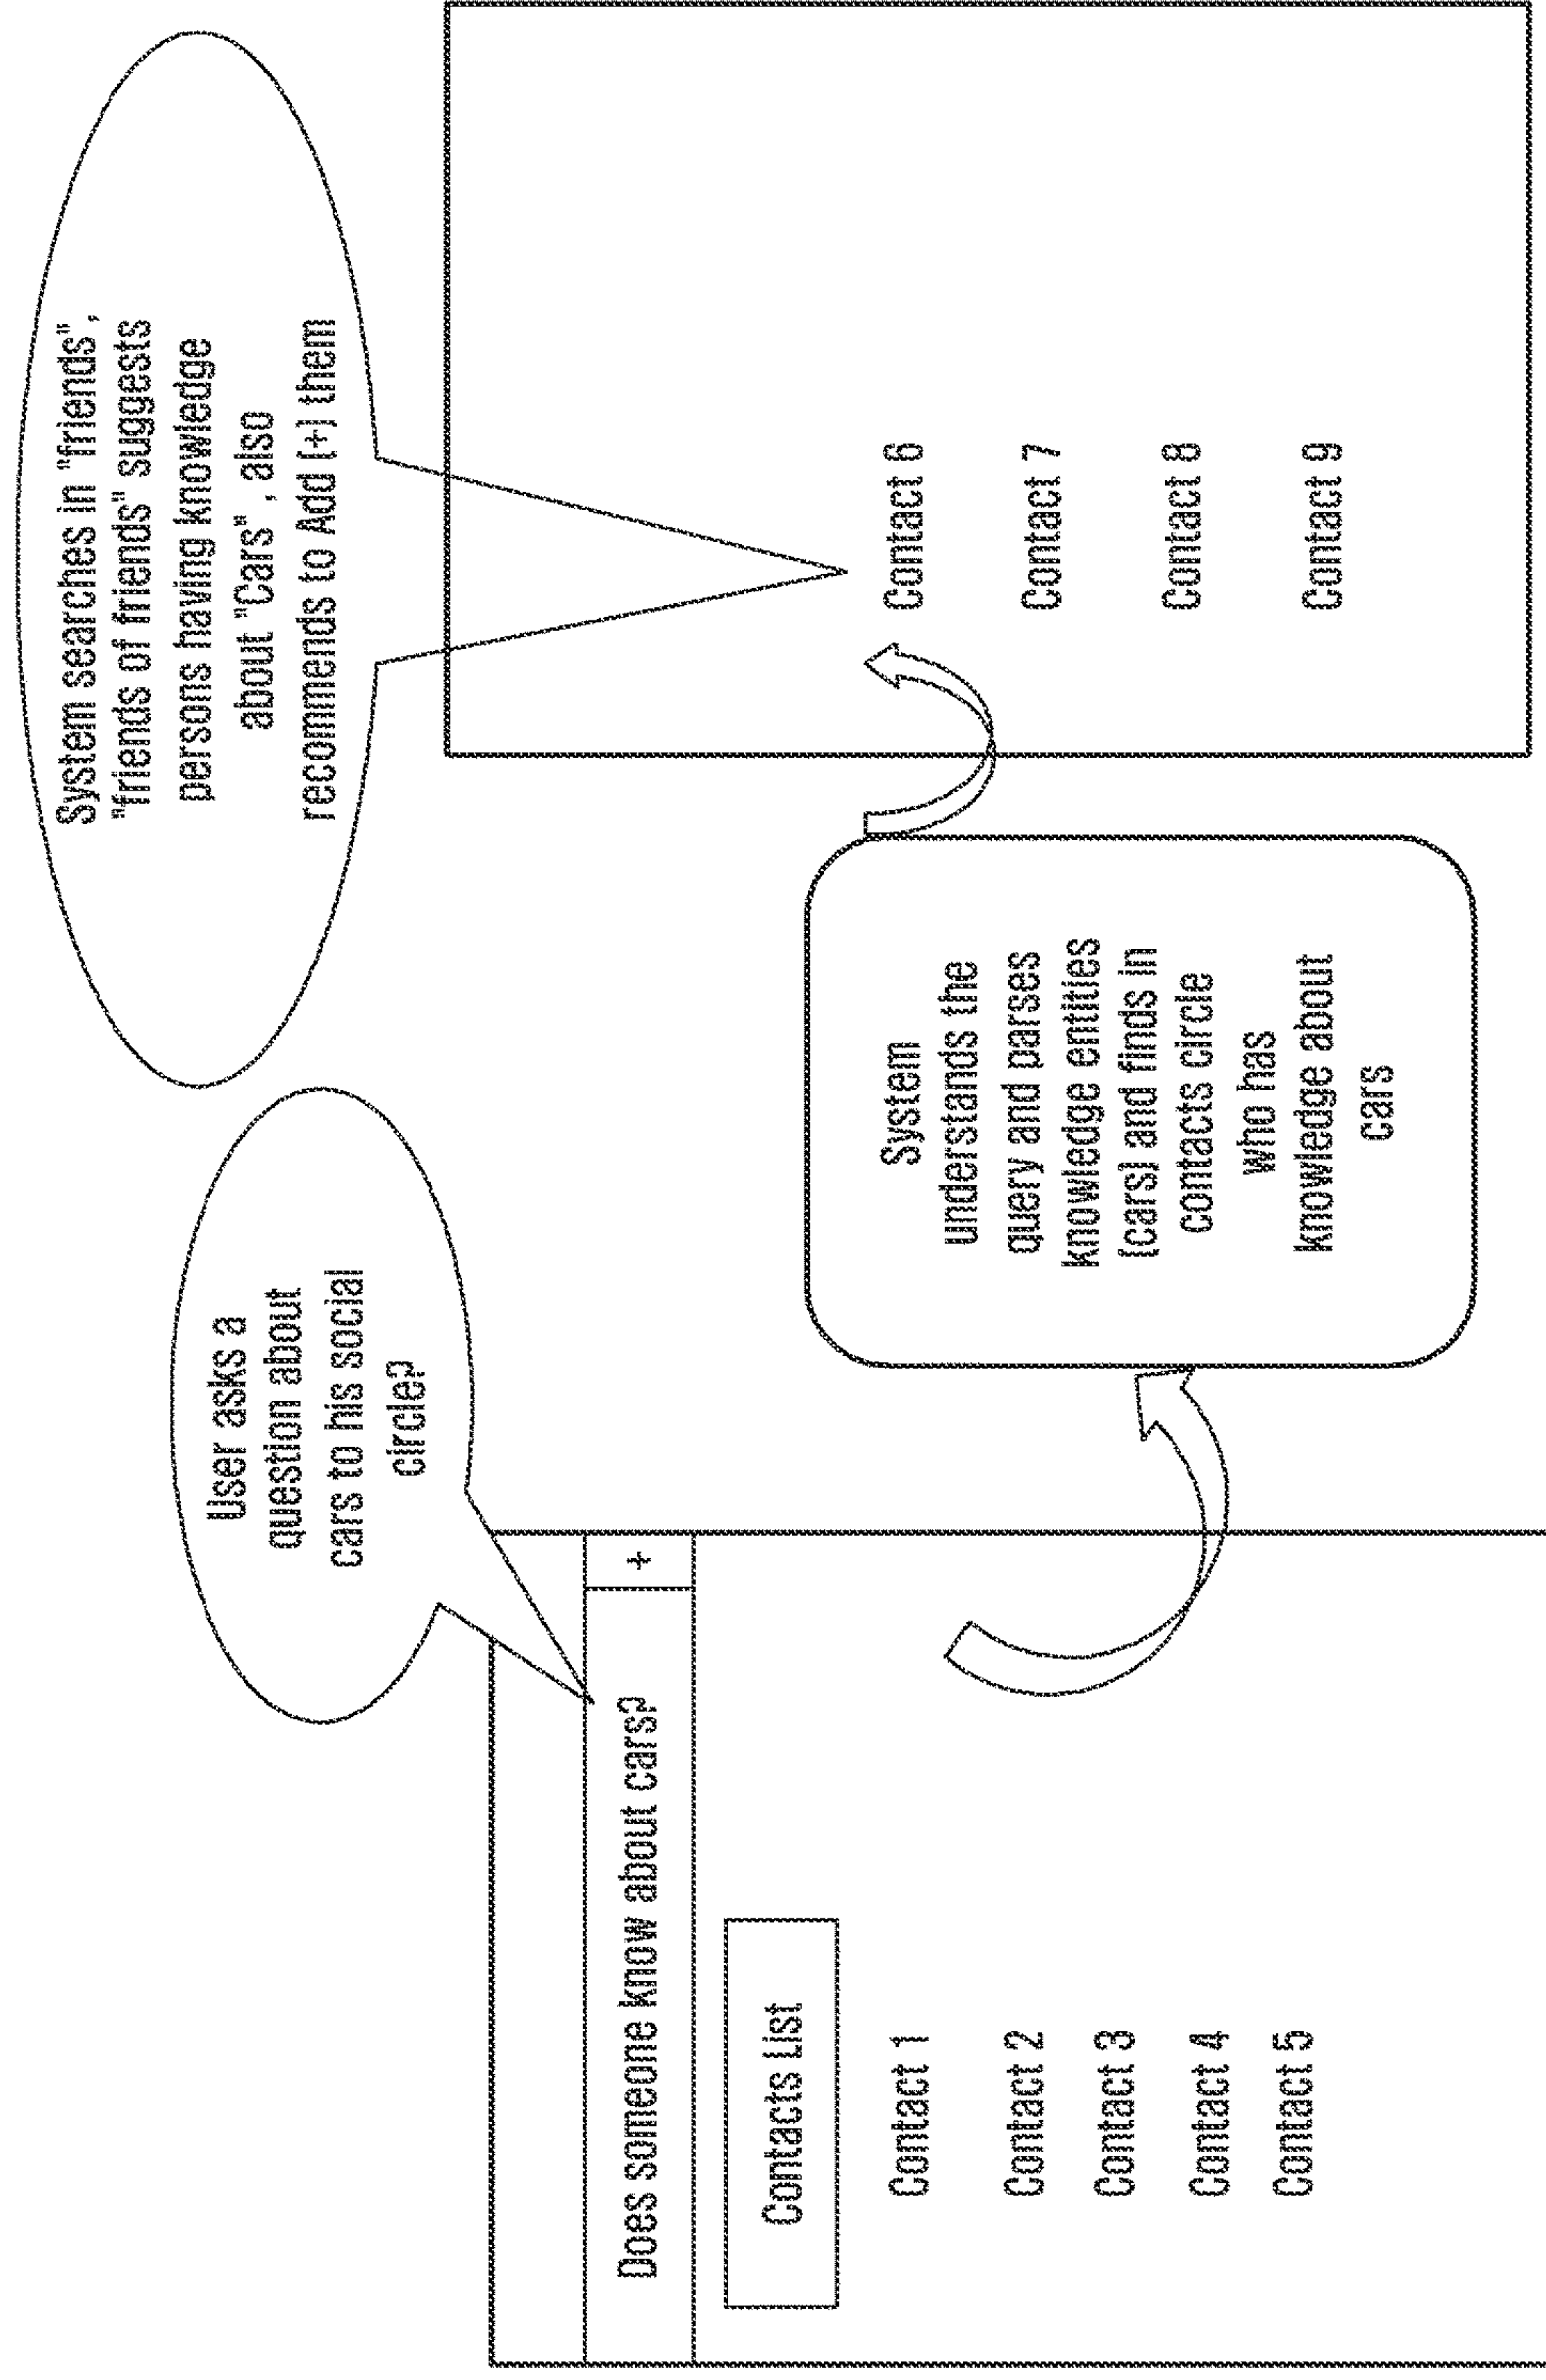 User asks a
question about
cars to his social
circle?
Does someone know about cars?
+
Contacts List
Contact 1
Contact 2
Contact 3
Contact 4
Contact 5
System
understands the
query and parses
knowledge entities
(cars) and finds in
contacts circle
who has
knowledge about
cars
System searches in "friends",
"friends of friends" suggests
persons having knowledge
about "Cars" , also
recommends to Add (+) them
Contact 6
Contact 7
Contact 8
Contact 9